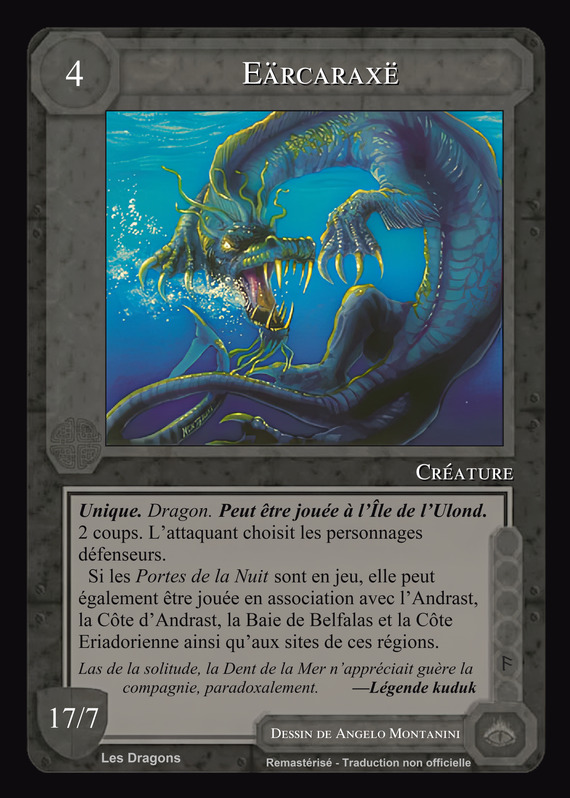 4
Eärcaraxë
Créature
Unique. Dragon. Peut être jouée à l'Île de l'Ulond.
2 coups. L'attaquant choisit les personnages
défenseurs.
Si les Portes de la Nuit sont en jeu, elle peut
également être jouée en association avec l'Andrast,
la Côte d'Andrast, la Baie de Belfalas et la Côte
Eriadorienne ainsi qu'aux sites de ces régions.
Las de la solitude, la Dent de la Mer n'appréciait guère la
compagnie, paradoxalement. —Légende kuduk
17/7
Dessin de Angelo Montanini
Les Dragons
Remastérisé - Traduction non officielle